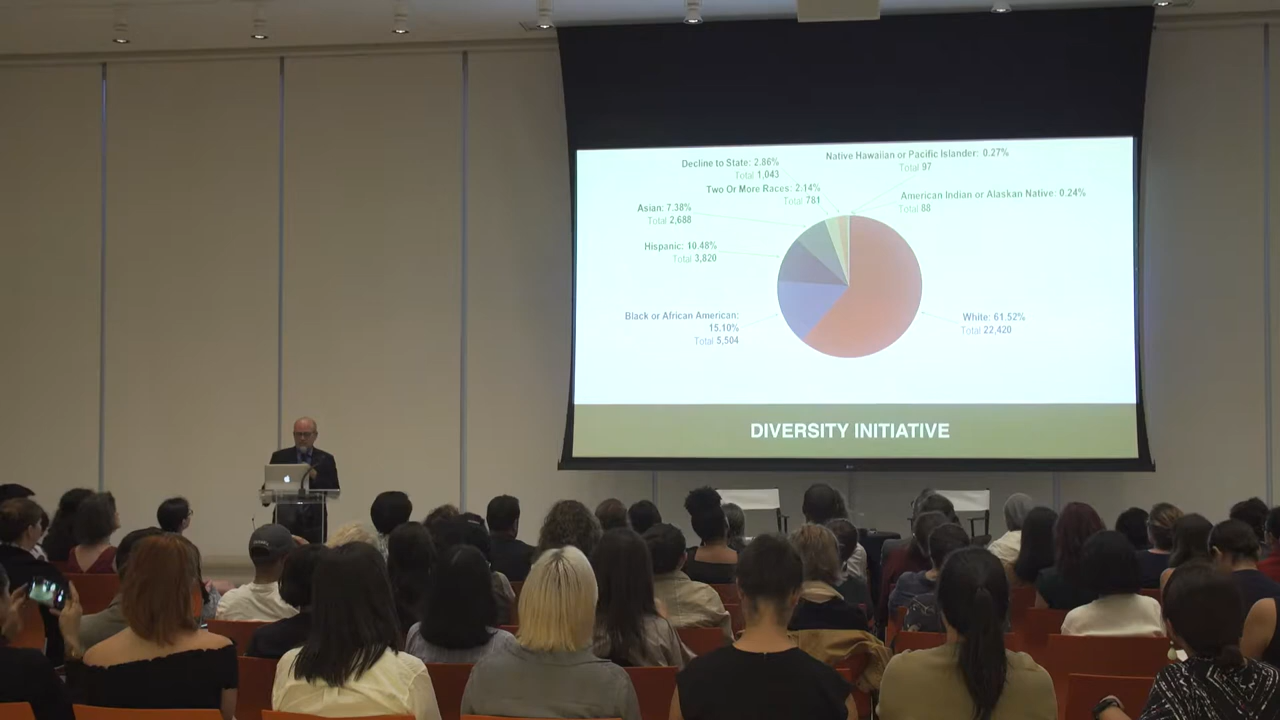 Decline to State: 2.86%
Total 1,043
Native Hawaiian or Pacific Islander: 0.27%
Total 97
Two Or More Races: 2.14%
Total 781
American Indian or Alaskan Native: 0.24%
Total 88
Asian: 7.38%
Total 2,688
Hispanic: 10.48%
Total 3,820
Black or African American:
15.10%
Total 5,504
White: 61.52%
Total 22,420
DIVERSITY INITIATIVE